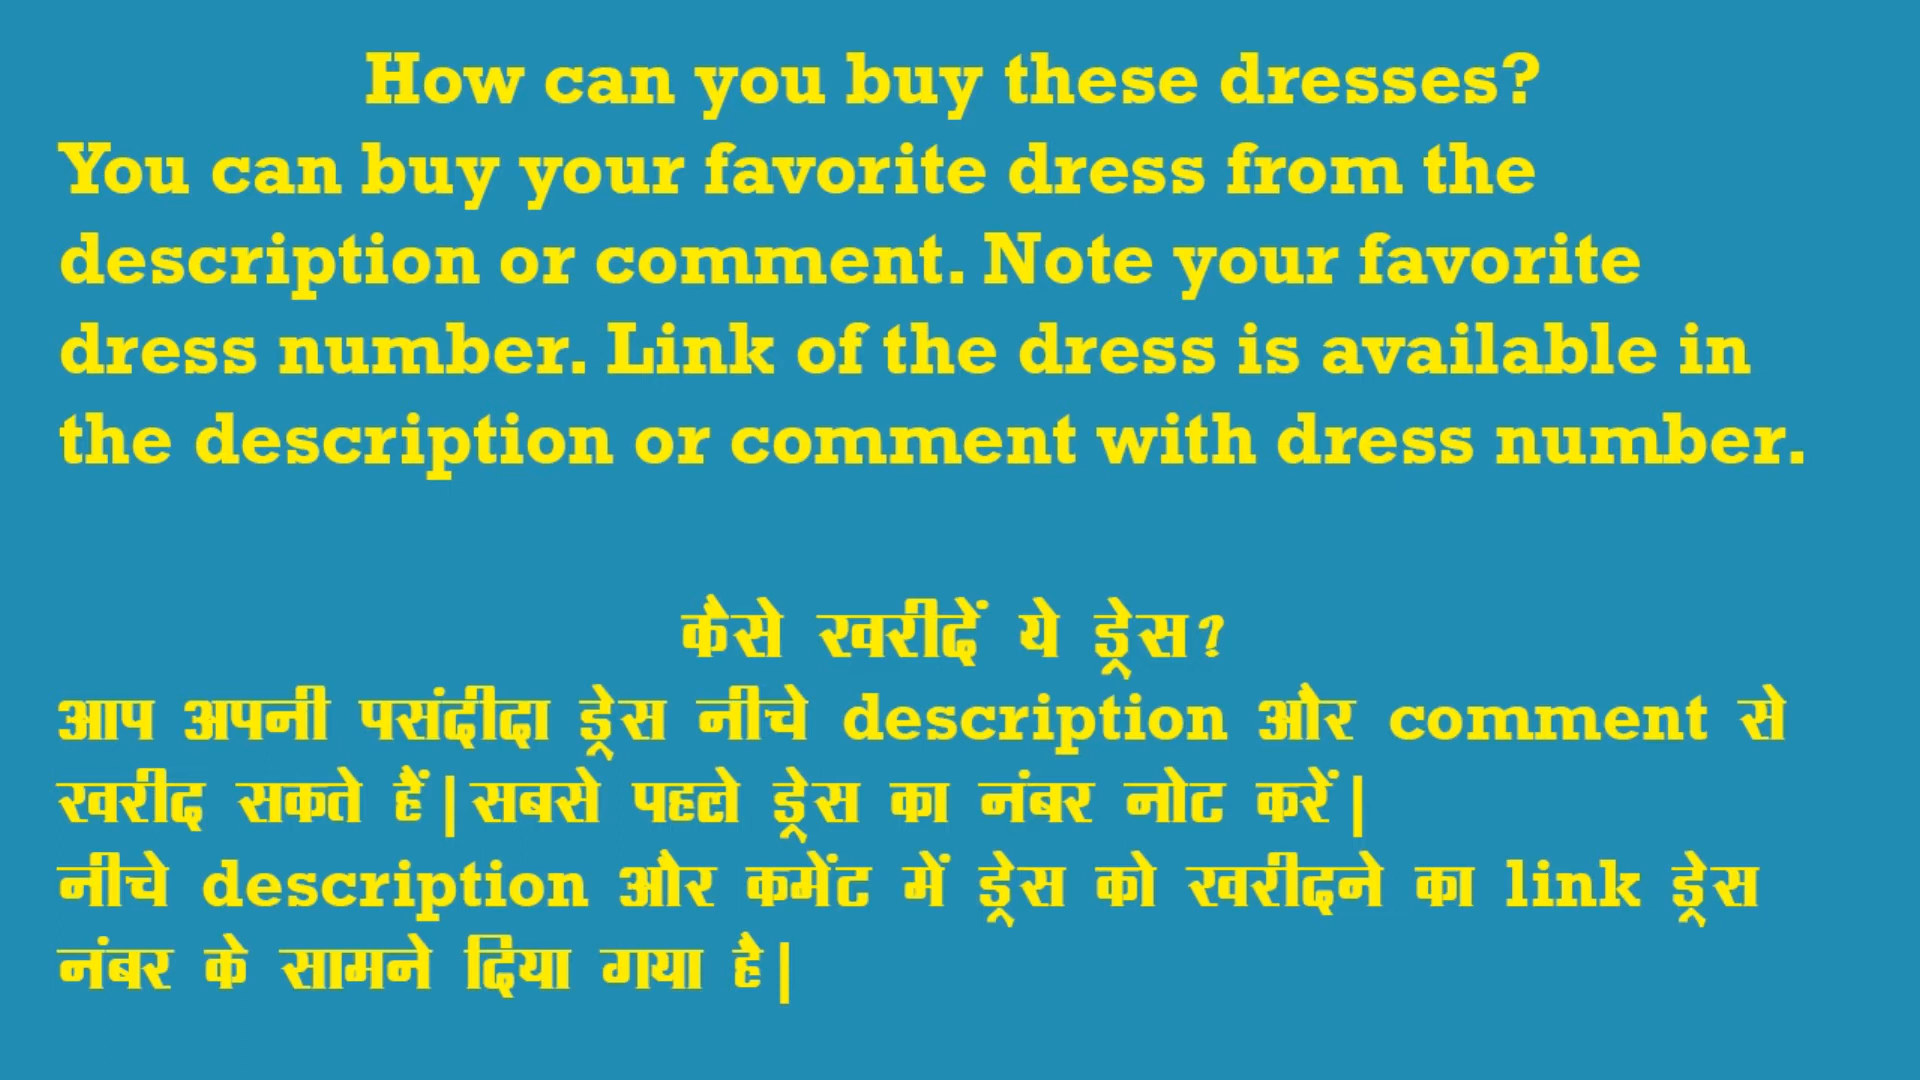 How can you buy these dresses?
You can buy your favorite dress from the
description or comment. Note your favorite
dress number. Link of the dress is available in
the description or comment with dress number.
कैसे खरीदें ये ड्रेस?
आप अपनी पसंदीदा ड्रेस नीचे description और comment से
खरीद सकते हैं|सबसे पहले ड्रेस का नंबर नोट करें|
नीचे description और कमेंट में ड्रेस को खरीदने का link ड्रेस
नंबर के सामने दिया गया है|